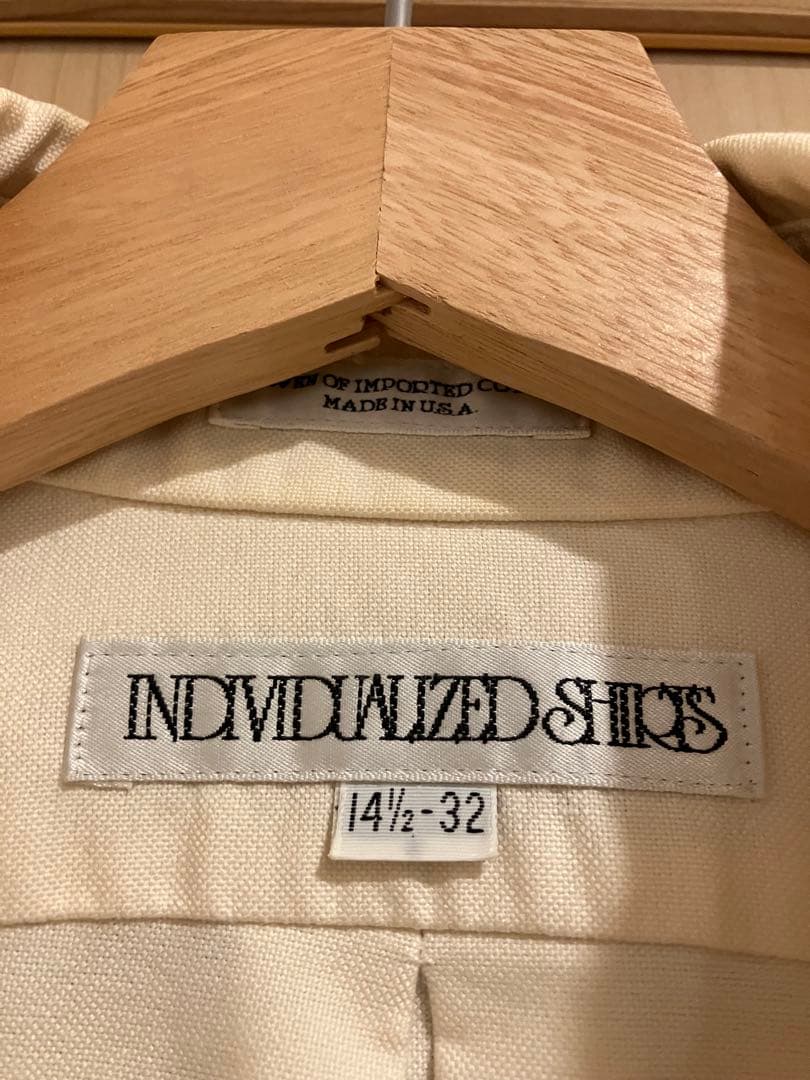 OF IMPORTED
MADE IN U.S.A.
INDIVIDUALIZED SHIRTS
14½-32